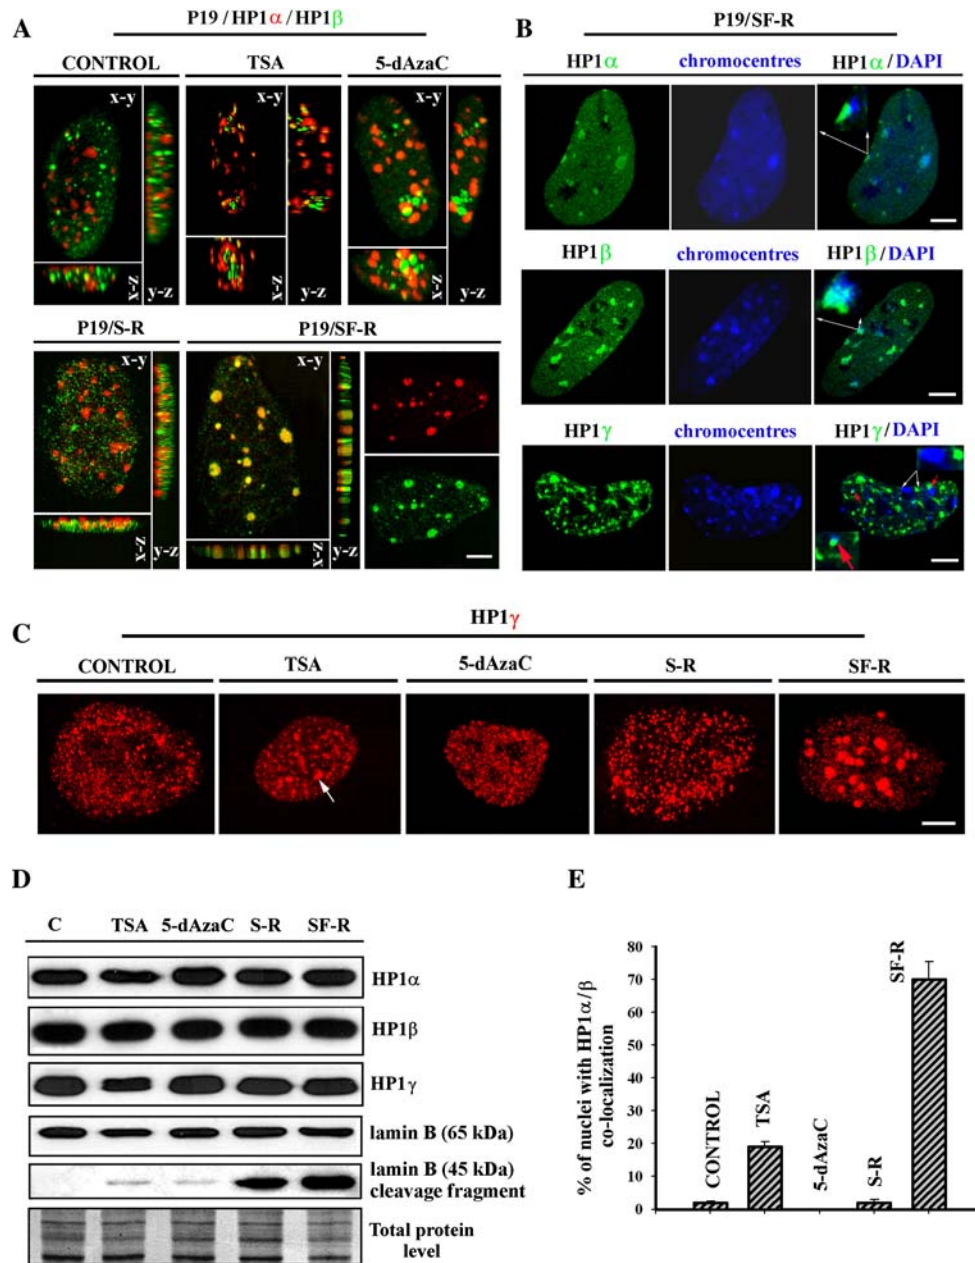 A
P19 / HP1α / HP1β
CONTROL
TSA
5-dAzaC
x-y
x-y
x-y
x-z
y-z
x-z
y-z
x-z
y-z
P19/S-R
P19/SF-R
x-y
x-y
x-z
y-z
x-z
y-z
B
P19/SF-R
HP1α
chromocentres
HP1α/DAPI
HP1β
chromocentres
HP1β/DAPI
HP1γ
chromocentres
HP1γ/DAPI
C
HP1γ
CONTROL
TSA
5-dAzaC
S-R
SF-R
D
C
TSA
5-dAzaC
S-R
SF-R
HP1α
HP1β
HP1γ
lamin B (65 kDa)
lamin B (45 kDa)
cleavage fragment
Total protein
level
E
% of nuclei with HP1α/β
co-localization
80
70
60
50
40
30
20
10
0
CONTROL
TSA
5-dAzaC
S-R
SF-R